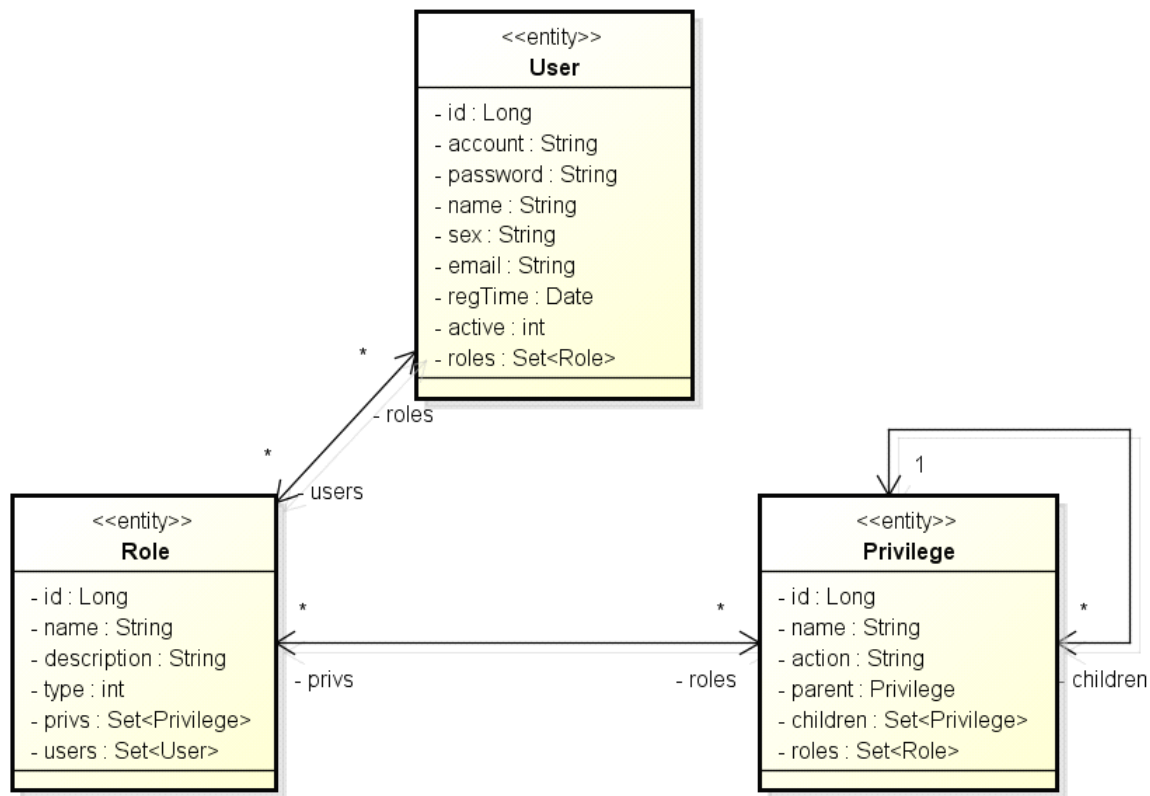 <<entity>>
User
- id : Long
- account : String
- password : String
- name : String
- sex : String
- email : String
- regTime : Date
- active : int
- roles : Set<Role>
*
- roles
*
- users
<<entity>>
Role
- id : Long
- name : String
- description : String
- type : int
- privs : Set<Privilege>
- users : Set<User>
*
- privs
*
- roles
1
<<entity>>
Privilege
- id : Long
- name : String
- action : String
- parent : Privilege
- children : Set<Privilege>
- roles : Set<Role>
*
- children